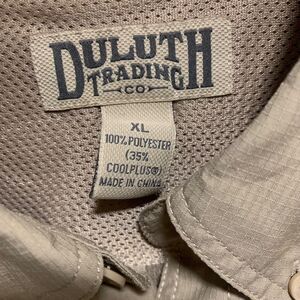 DULUTH
TRADING
CO
XL
100% POLYESTER
(35%
COOLPLUS®)
MADE IN CHINA